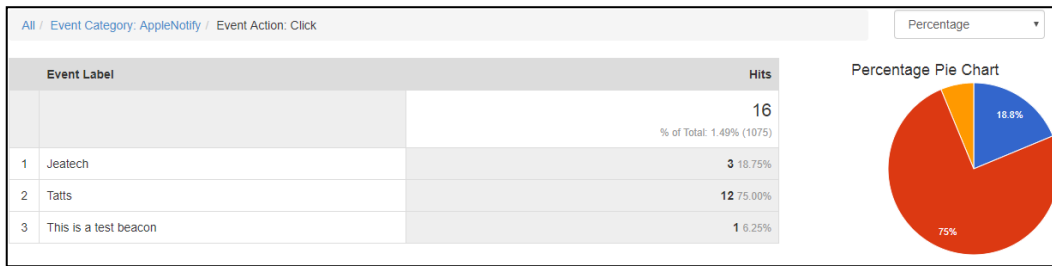 All / Event Category: AppleNotify / Event Action: Click
Percentage
Event Label Hits
16
% of Total: 1.49% (1075)
1 Jeatech 3 18.75%
2 Tatts 12 75.00%
3 This is a test beacon 1 6.25%
Percentage Pie Chart
18.8%
75%